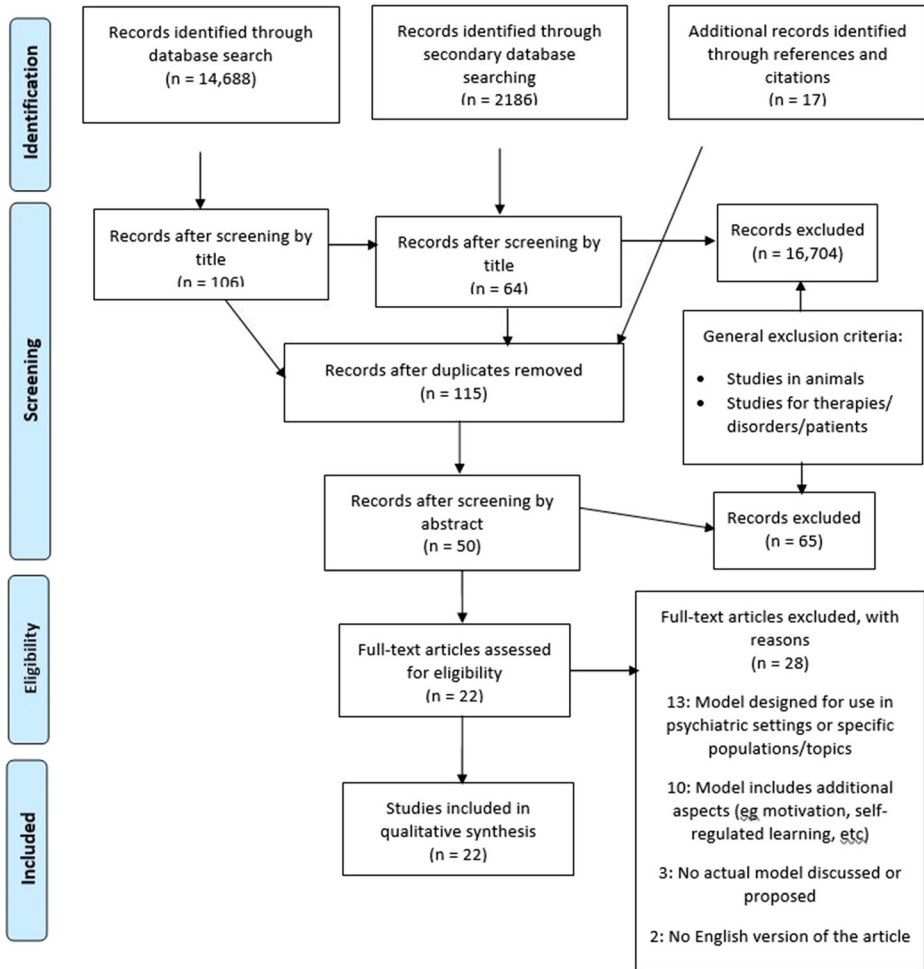 Identification
Records identified through
database search
(n = 14,688)
Records identified through
secondary database
searching
(n = 2186)
Additional records identified
through references and
citations
(n = 17)
Screening
Records after screening by
title
(n = 106)
Records after screening by
title
(n = 64)
Records excluded
(n = 16,704)
Records after duplicates removed
(n = 115)
General exclusion criteria:
• Studies in animals
• Studies for therapies/
disorders/patients
Records after screening by
abstract
(n = 50)
Records excluded
(n = 65)
Eligibility
Full-text articles assessed
for eligibility
(n = 22)
Full-text articles excluded, with
reasons
(n = 28)
13: Model designed for use in
psychiatric settings or specific
populations/topics
10: Model includes additional
aspects (eg motivation, self-
regulated learning, etc)
3: No actual model discussed or
proposed
2: No English version of the article
Included
Studies included in
qualitative synthesis
(n = 22)